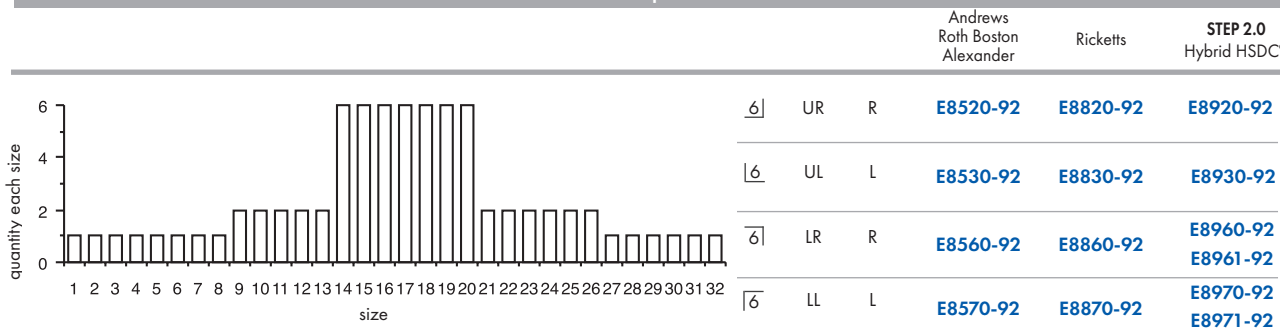 Andrews
Roth Boston
Alexander
Ricketts
STEP 2.0
Hybrid HSDC
quantity each size
6
4
2
0
1 2 3 4 5 6 7 8 9 10 11 12 13 14 15 16 17 18 19 20 21 22 23 24 25 26 27 28 29 30 31 32
size
6 UR R E8520-92 E8820-92 E8920-92
6 UL L E8530-92 E8830-92 E8930-92
6 LR R E8560-92 E8860-92 E8960-92
E8961-92
6 LL L E8570-92 E8870-92 E8970-92
E8971-92